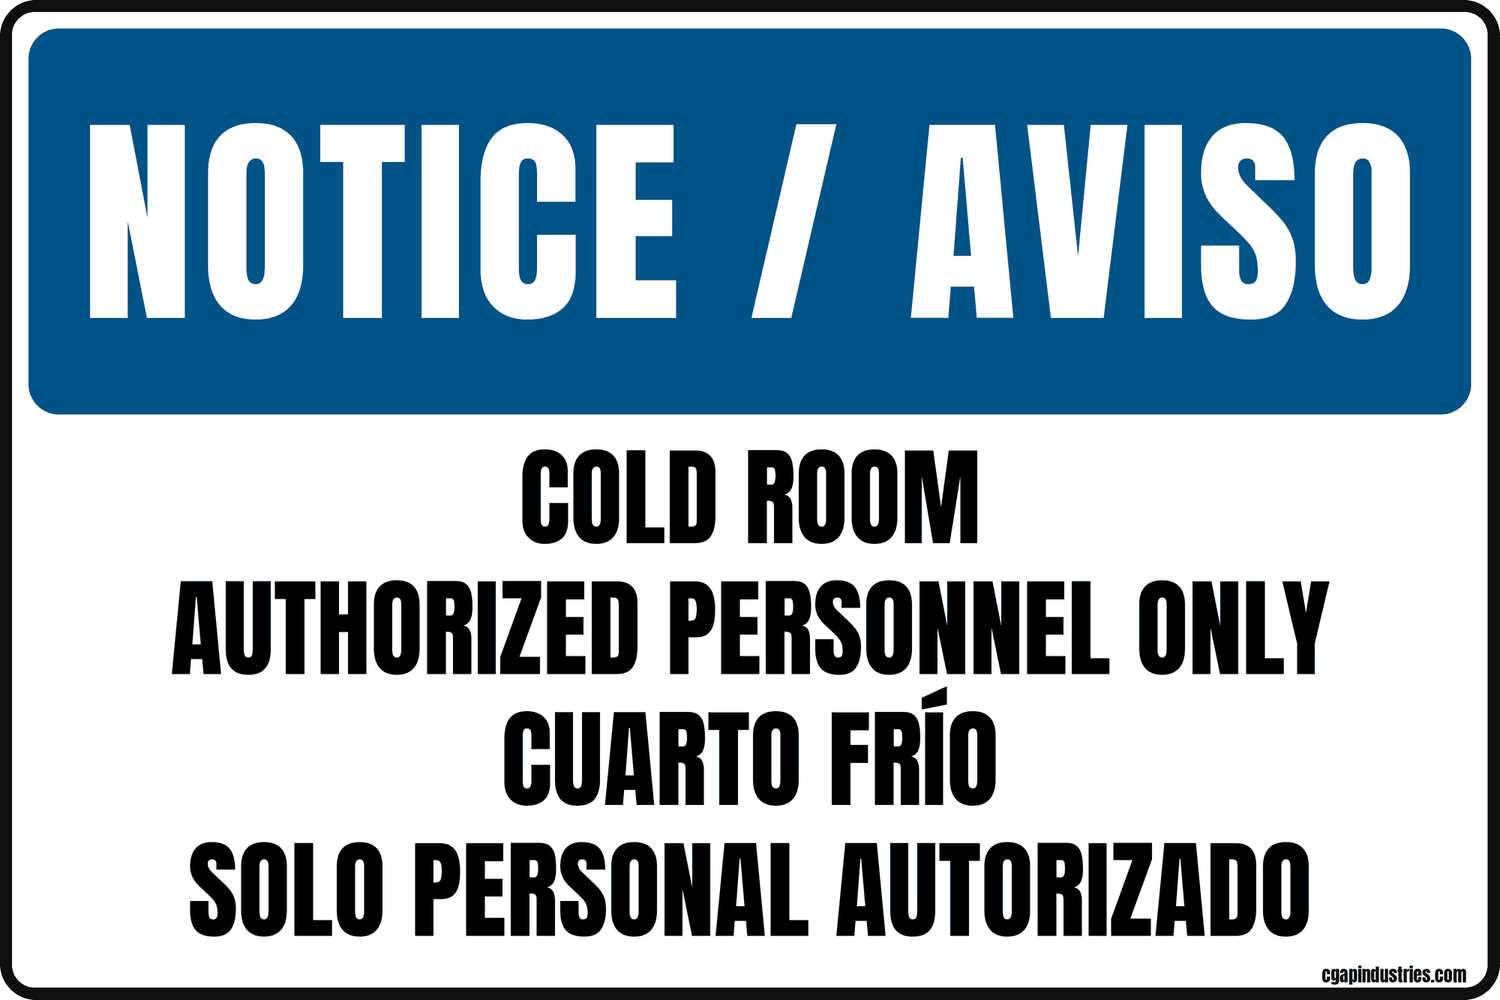 NOTICE / AVISO
COLD ROOM
AUTHORIZED PERSONNEL ONLY
CUARTO FRÍO
SOLO PERSONAL AUTORIZADO
cgapindustries.com